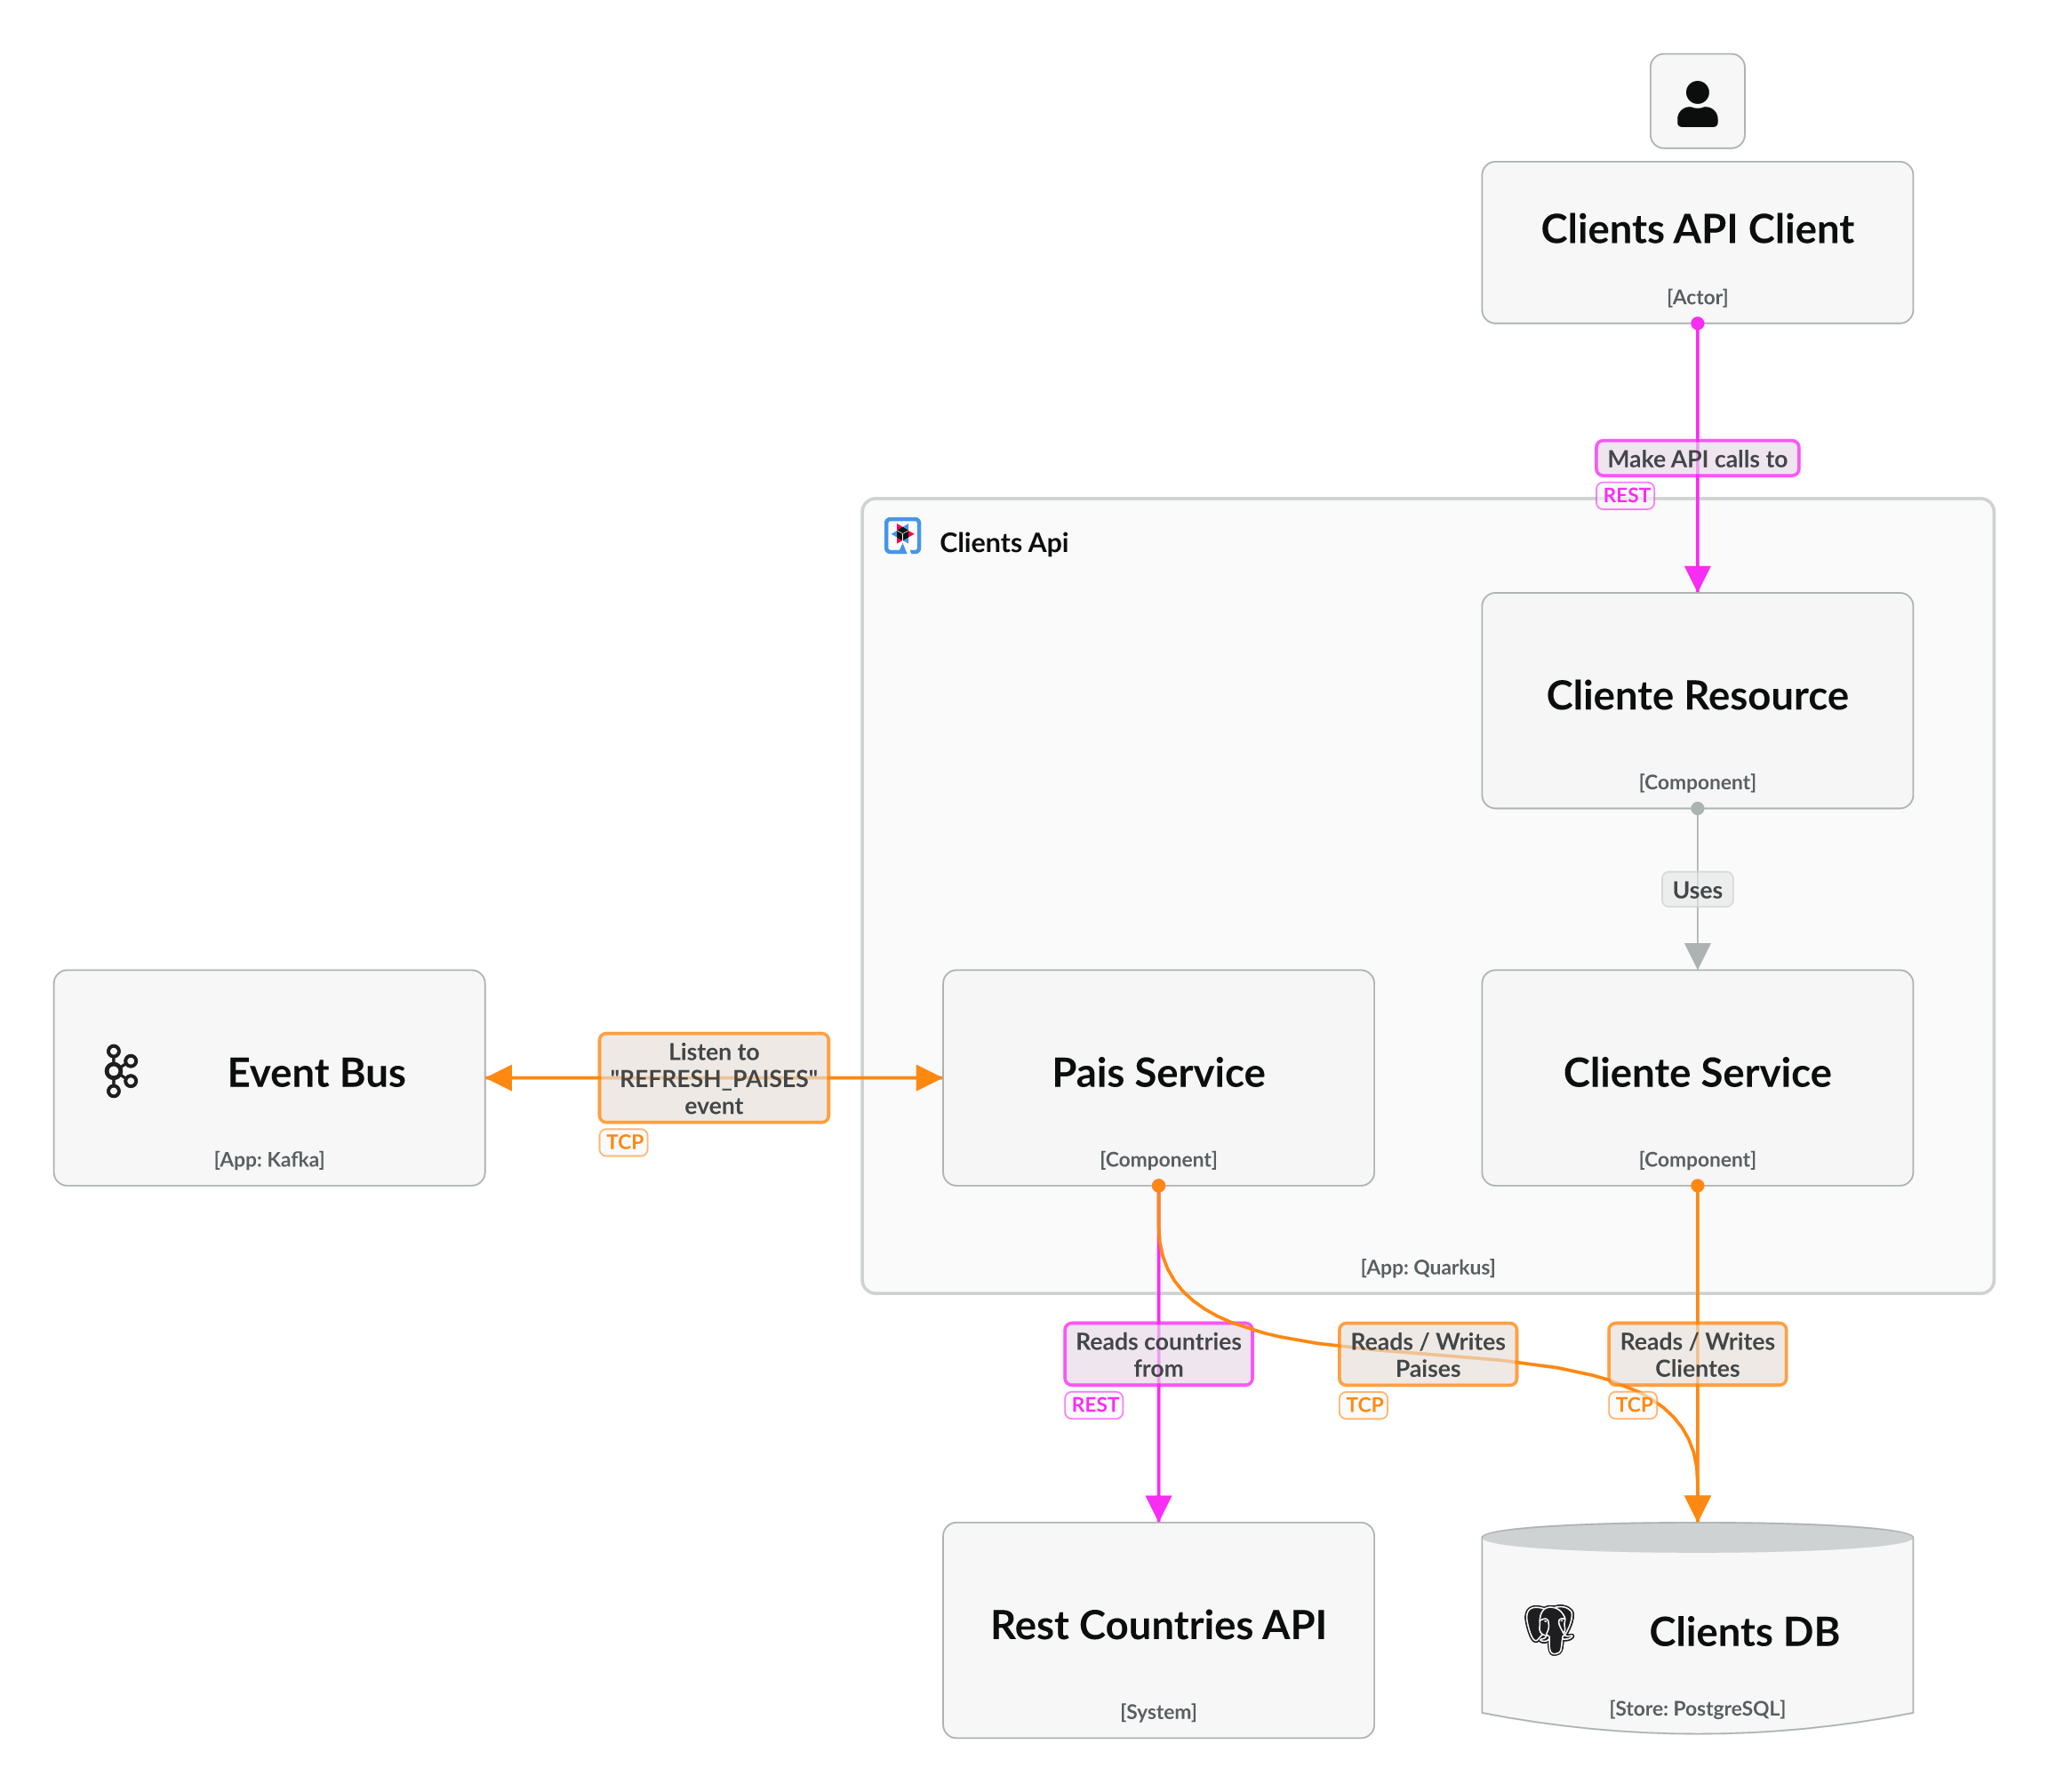 Clients API Client
[Actor]
Make API calls to
REST
Clients Api
Cliente Resource
[Component]
Uses
Event Bus
[App: Kafka]
Listen to
"REFRESH_PAISES"
event
TCP
Pais Service
[Component]
Cliente Service
[Component]
[App: Quarkus]
Reads countries
from
REST
Reads / Writes
Paises
TCP
Reads / Writes
Clientes
TCP
Rest Countries API
[System]
Clients DB
[Store: PostgreSQL]